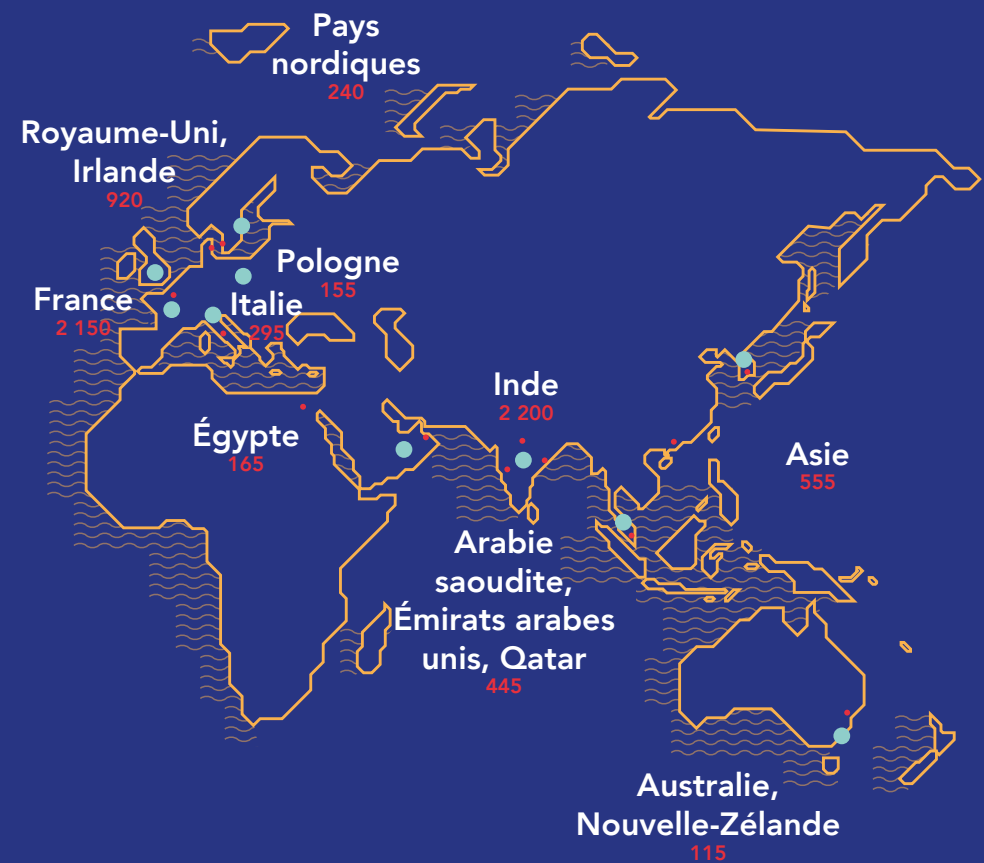 Pays
nordiques
240
Royaume-Uni,
Irlande
920
Pologne
155
France
2 150
Italie
295
Inde
2 200
Égypte
165
Asie
555
Arabie
saoudite,
Émirats arabes
unis, Qatar
445
Australie,
Nouvelle-Zélande
115